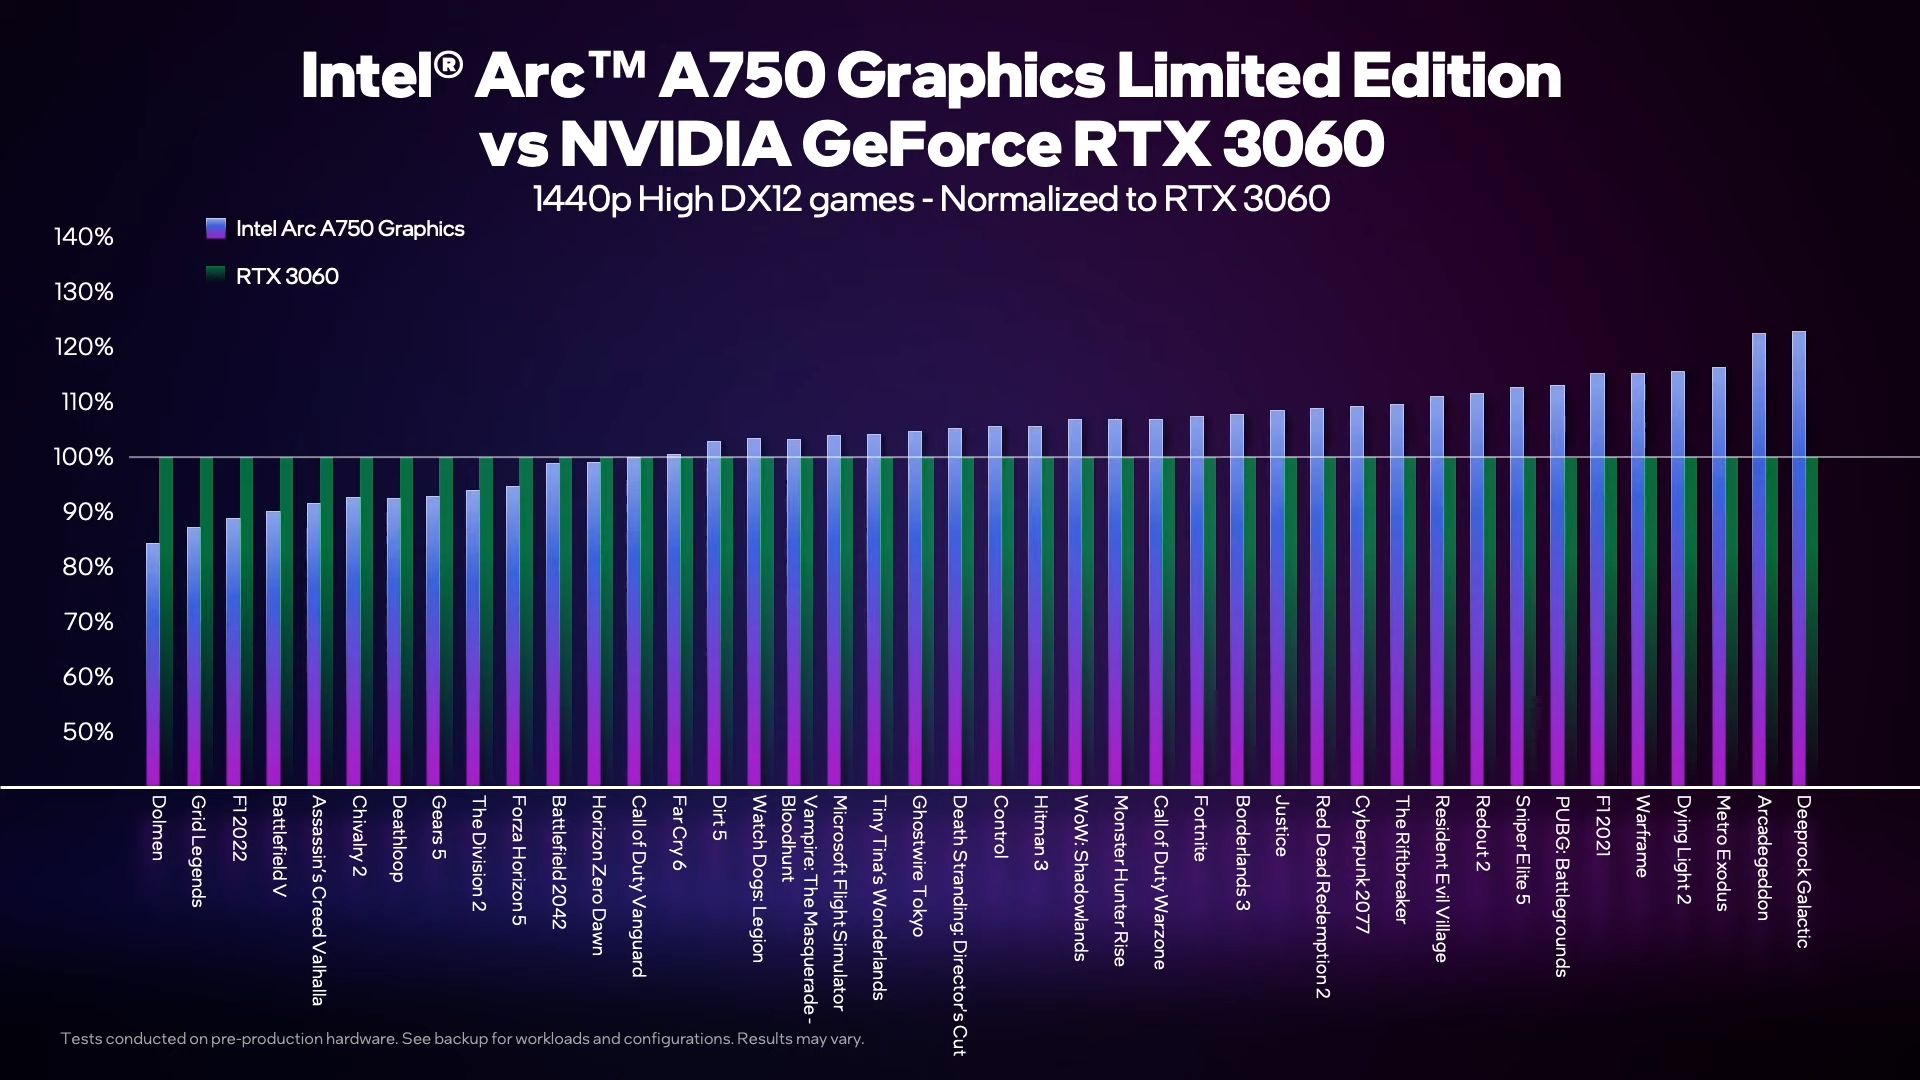 Intel® Arc™ A750 Graphics Limited Edition
vs NVIDIA GeForce RTX 3060
1440p High DX12 games - Normalized to RTX 3060
Intel Arc A750 Graphics
RTX 3060
140%
130%
120%
110%
100%
90%
80%
70%
60%
50%
Dolmen
Grid Legends
F1 2022
Battlefield V
Assassin's Creed Valhalla
Chivalry 2
Deathloop
Gears 5
The Division 2
Forza Horizon 5
Battlefield 2042
Horizon Zero Dawn
Call of Duty Vanguard
Far Cry 6
Dirt 5
Watch Dogs: Legion
Vampire: The Masquerade -
Bloodhunt
Microsoft Flight Simulator
Tiny Tina's Wonderlands
Ghostwire Tokyo
Death Stranding: Director's Cut
Control
Hitman 3
WoW: Shadowlands
Monster Hunter Rise
Call of Duty Warzone
Fortnite
Borderlands 3
Justice
Red Dead Redemption 2
Cyberpunk 2077
The Riftbreaker
Resident Evil Village
Redout 2
Sniper Elite 5
PUBG: Battlegrounds
F1 2021
Warframe
Dying Light 2
Metro Exodus
Arcadegeddon
Deeprock Galactic
Tests conducted on pre-production hardware. See backup for workloads and configurations. Results may vary.